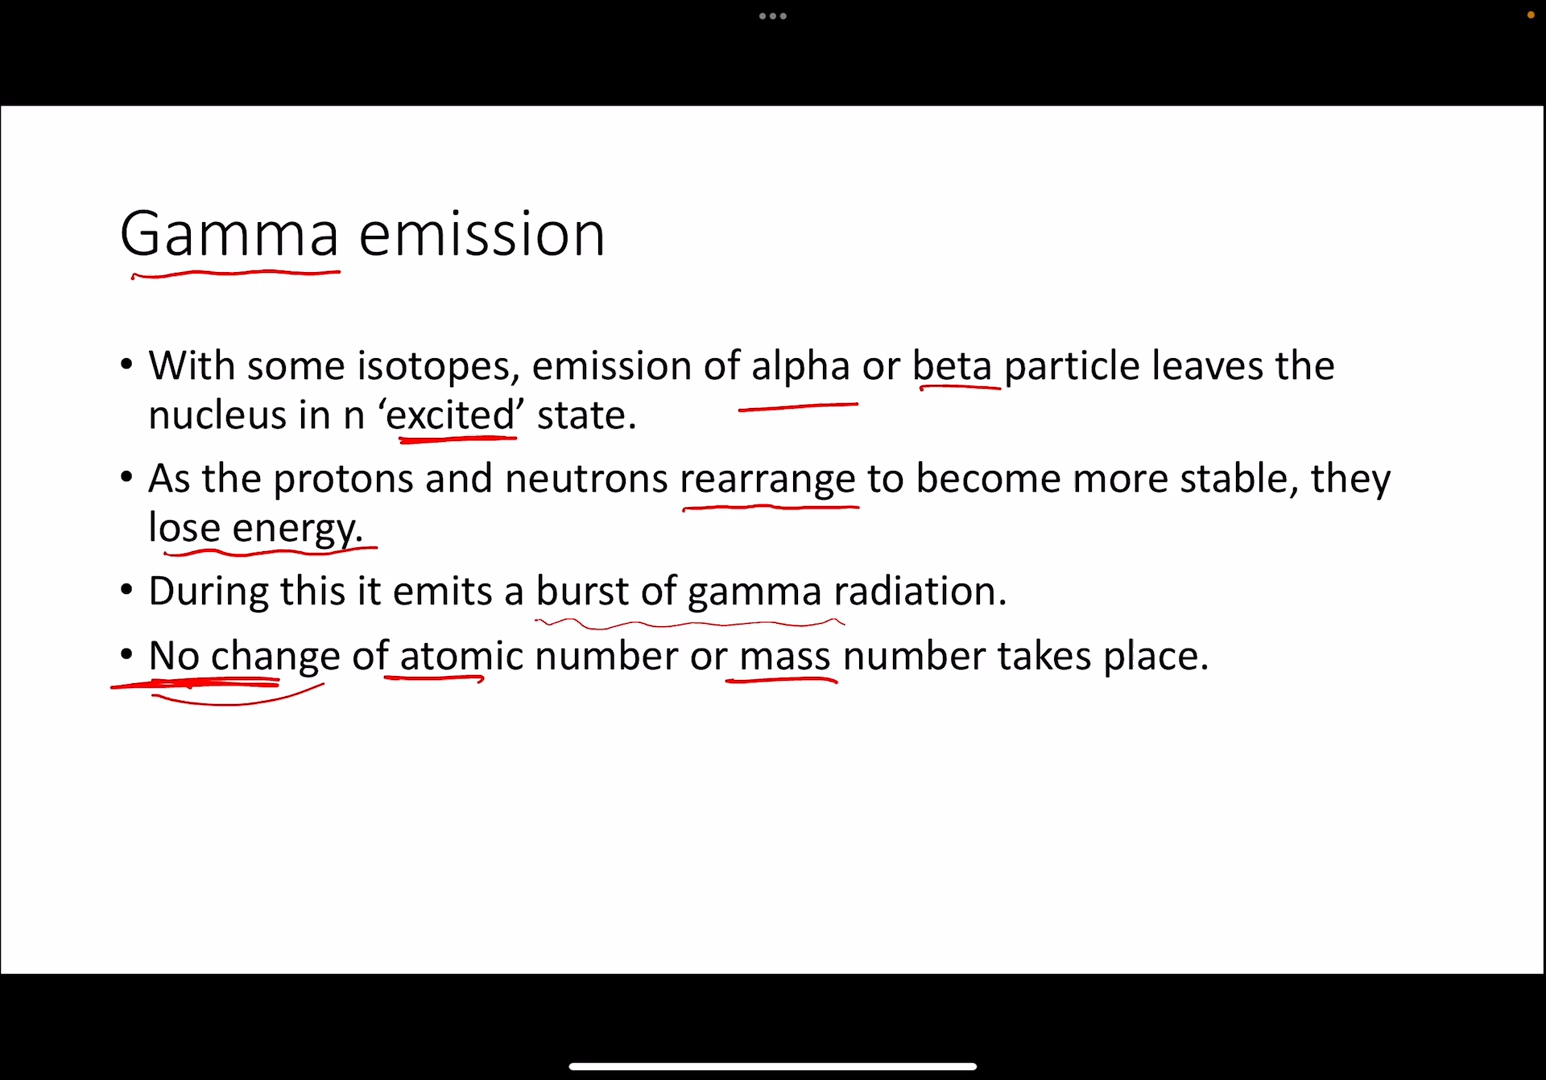 Gamma emission
• With some isotopes, emission of alpha or beta particle leaves the
nucleus in n ‘excited’ state.
• As the protons and neutrons rearrange to become more stable, they
lose energy.
• During this it emits a burst of gamma radiation.
• No change of atomic number or mass number takes place.